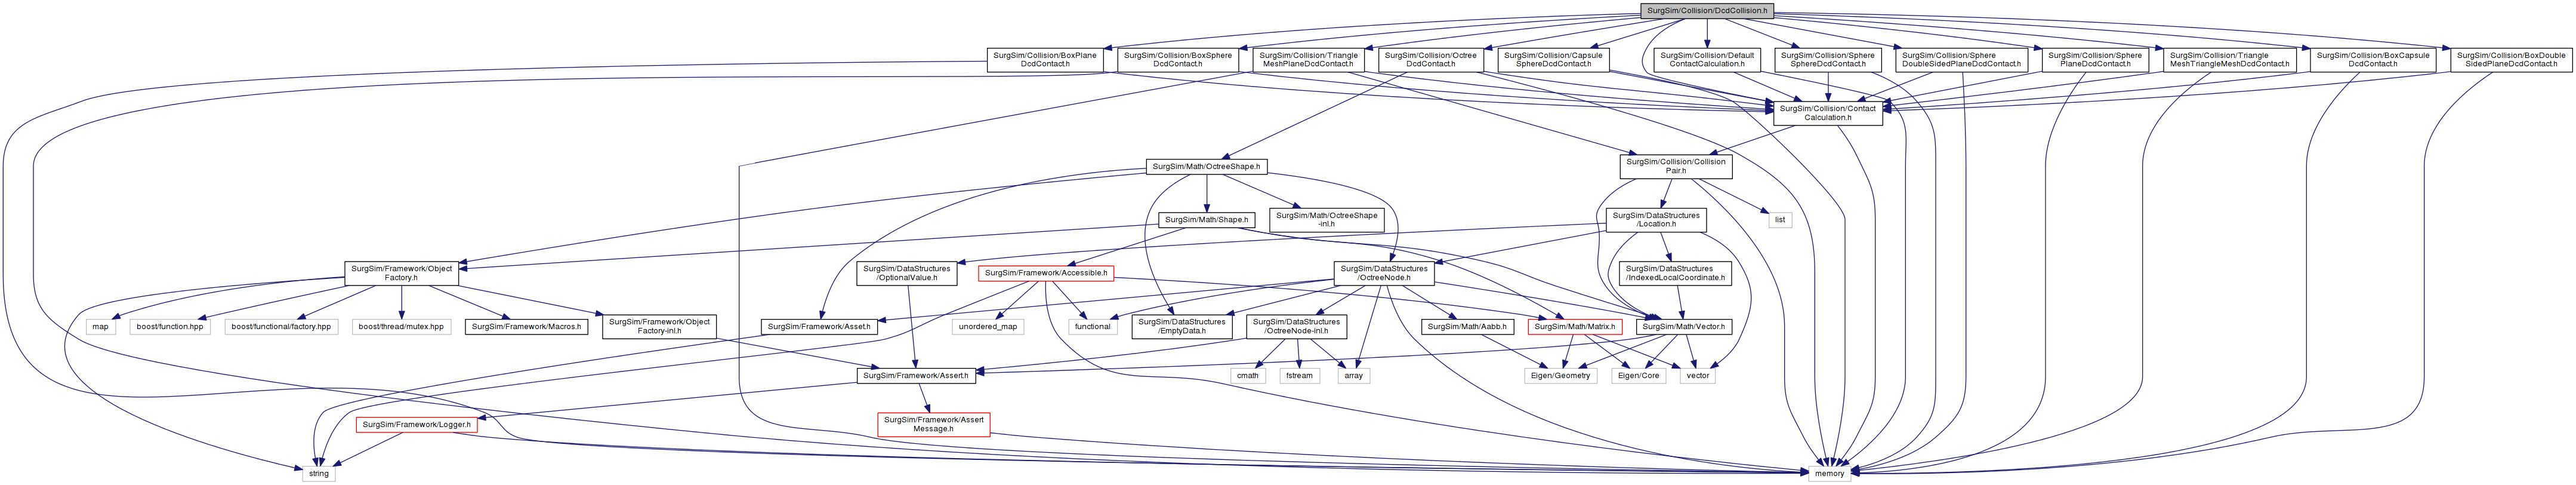 SurgSim/Collision/DcdCollision.h
SurgSim/Collision/BoxPlane
DcdContact.h
SurgSim/Collision/BoxSphere
DcdContact.h
SurgSim/Collision/Triangle
MeshPlaneDcdContact.h
SurgSim/Collision/Octree
DcdContact.h
SurgSim/Collision/Capsule
SphereDcdContact.h
SurgSim/Collision/Default
ContactCalculation.h
SurgSim/Collision/Sphere
SphereDcdContact.h
SurgSim/Collision/Sphere
DoubleSidedPlaneDcdContact.h
SurgSim/Collision/Sphere
PlaneDcdContact.h
SurgSim/Collision/Triangle
MeshTriangleMeshDcdContact.h
SurgSim/Collision/BoxCapsule
DcdContact.h
SurgSim/Collision/BoxDouble
SidedPlaneDcdContact.h
SurgSim/Collision/Contact
Calculation.h
SurgSim/Math/OctreeShape.h
SurgSim/Collision/Collision
Pair.h
SurgSim/Math/Shape.h
SurgSim/Math/OctreeShape
-inl.h
SurgSim/DataStructures
/Location.h
list
SurgSim/Framework/Object
Factory.h
SurgSim/DataStructures
/OptionalValue.h
SurgSim/Framework/Accessible.h
SurgSim/DataStructures
/OctreeNode.h
SurgSim/DataStructures
/IndexedLocalCoordinate.h
map
boost/function.hpp
boost/functional/factory.hpp
boost/thread/mutex.hpp
SurgSim/Framework/Macros.h
SurgSim/Framework/Object
Factory-inl.h
SurgSim/Framework/Asset.h
unordered_map
functional
SurgSim/DataStructures
/EmptyData.h
SurgSim/DataStructures
/OctreeNode-inl.h
SurgSim/Math/Aabb.h
SurgSim/Math/Matrix.h
SurgSim/Math/Vector.h
SurgSim/Framework/Assert.h
cmath
fstream
array
Eigen/Geometry
Eigen/Core
vector
SurgSim/Framework/Logger.h
SurgSim/Framework/Assert
Message.h
string
memory